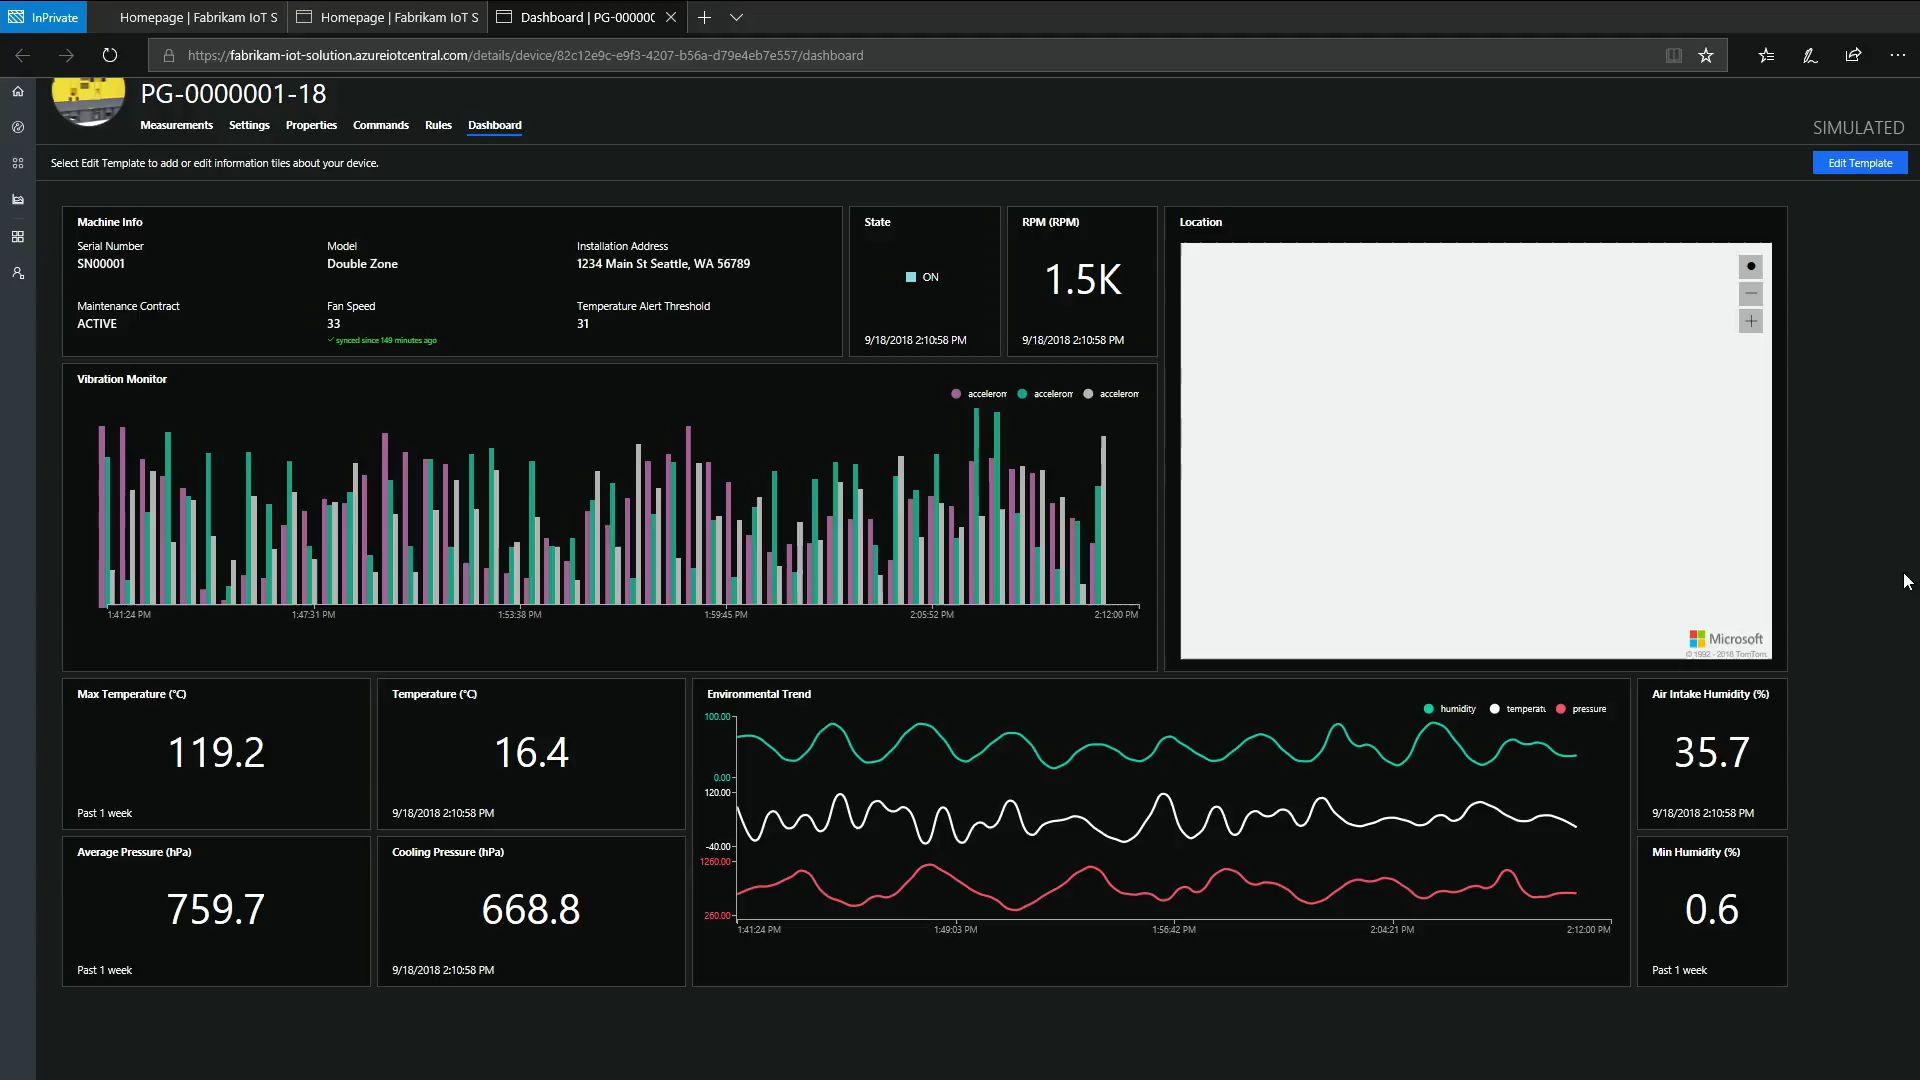 InPrivate
Homepage | Fabrikam IoT S
Homepage | Fabrikam IoT S
Dashboard | PG-00000
https://fabrikam-iot-solution.azureiotcentral.com/details/device/82c12e9c-e9f3-4207-b56a-d79e4eb7e557/dashboard
PG-0000001-18
Measurements Settings Properties Commands Rules Dashboard
SIMULATED
Select Edit Template to add or edit information tiles about your device.
Edit Template
Machine Info
Serial Number
SN00001
Model
Double Zone
Installation Address
1234 Main St Seattle, WA 56789
Maintenance Contract
ACTIVE
Fan Speed
33
synced since 149 minutes ago
Temperature Alert Threshold
31
State
ON
9/18/2018 2:10:58 PM
RPM (RPM)
1.5K
9/18/2018 2:10:58 PM
Location
Microsoft
© 1992 - 2018 TomTom
Vibration Monitor
accelerom accelerom accelerom
1:41:24 PM 1:47:31 PM 1:53:38 PM 1:59:45 PM 2:05:52 PM 2:12:00 PM
Max Temperature (°C)
119.2
Past 1 week
Temperature (°C)
16.4
9/18/2018 2:10:58 PM
Average Pressure (hPa)
759.7
Past 1 week
Cooling Pressure (hPa)
668.8
9/18/2018 2:10:58 PM
Environmental Trend
humidity temperatu pressure
100.00
0.00
120.00
-40.00
1260.00
260.00
1:41:24 PM 1:49:03 PM 1:56:42 PM 2:04:21 PM 2:12:00 PM
Air Intake Humidity (%)
35.7
9/18/2018 2:10:58 PM
Min Humidity (%)
0.6
Past 1 week